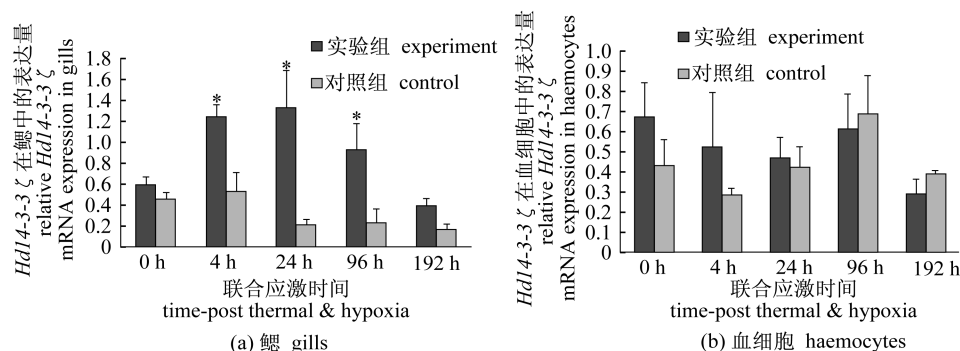 Hd14-3-3 ζ 在鳃中的表达量
relative Hd14-3-3 ζ
mRNA expression in gills
1.8
1.6
1.4
1.2
1.0
0.8
0.6
0.4
0.2
0
实验组 experiment
对照组 control
*
*
*
0 h 4 h 24 h 96 h 192 h
联合应激时间
time-post thermal & hypoxia
(a) 鳃 gills
Hd14-3-3 ζ 在血细胞中的表达量
relative Hd14-3-3 ζ
mRNA expression in haemocytes
1.0
0.9
0.8
0.7
0.6
0.5
0.4
0.3
0.2
0.1
0
实验组 experiment
对照组 control
0 h 4 h 24 h 96 h 192 h
联合应激时间
time-post thermal & hypoxia
(b) 血细胞 haemocytes